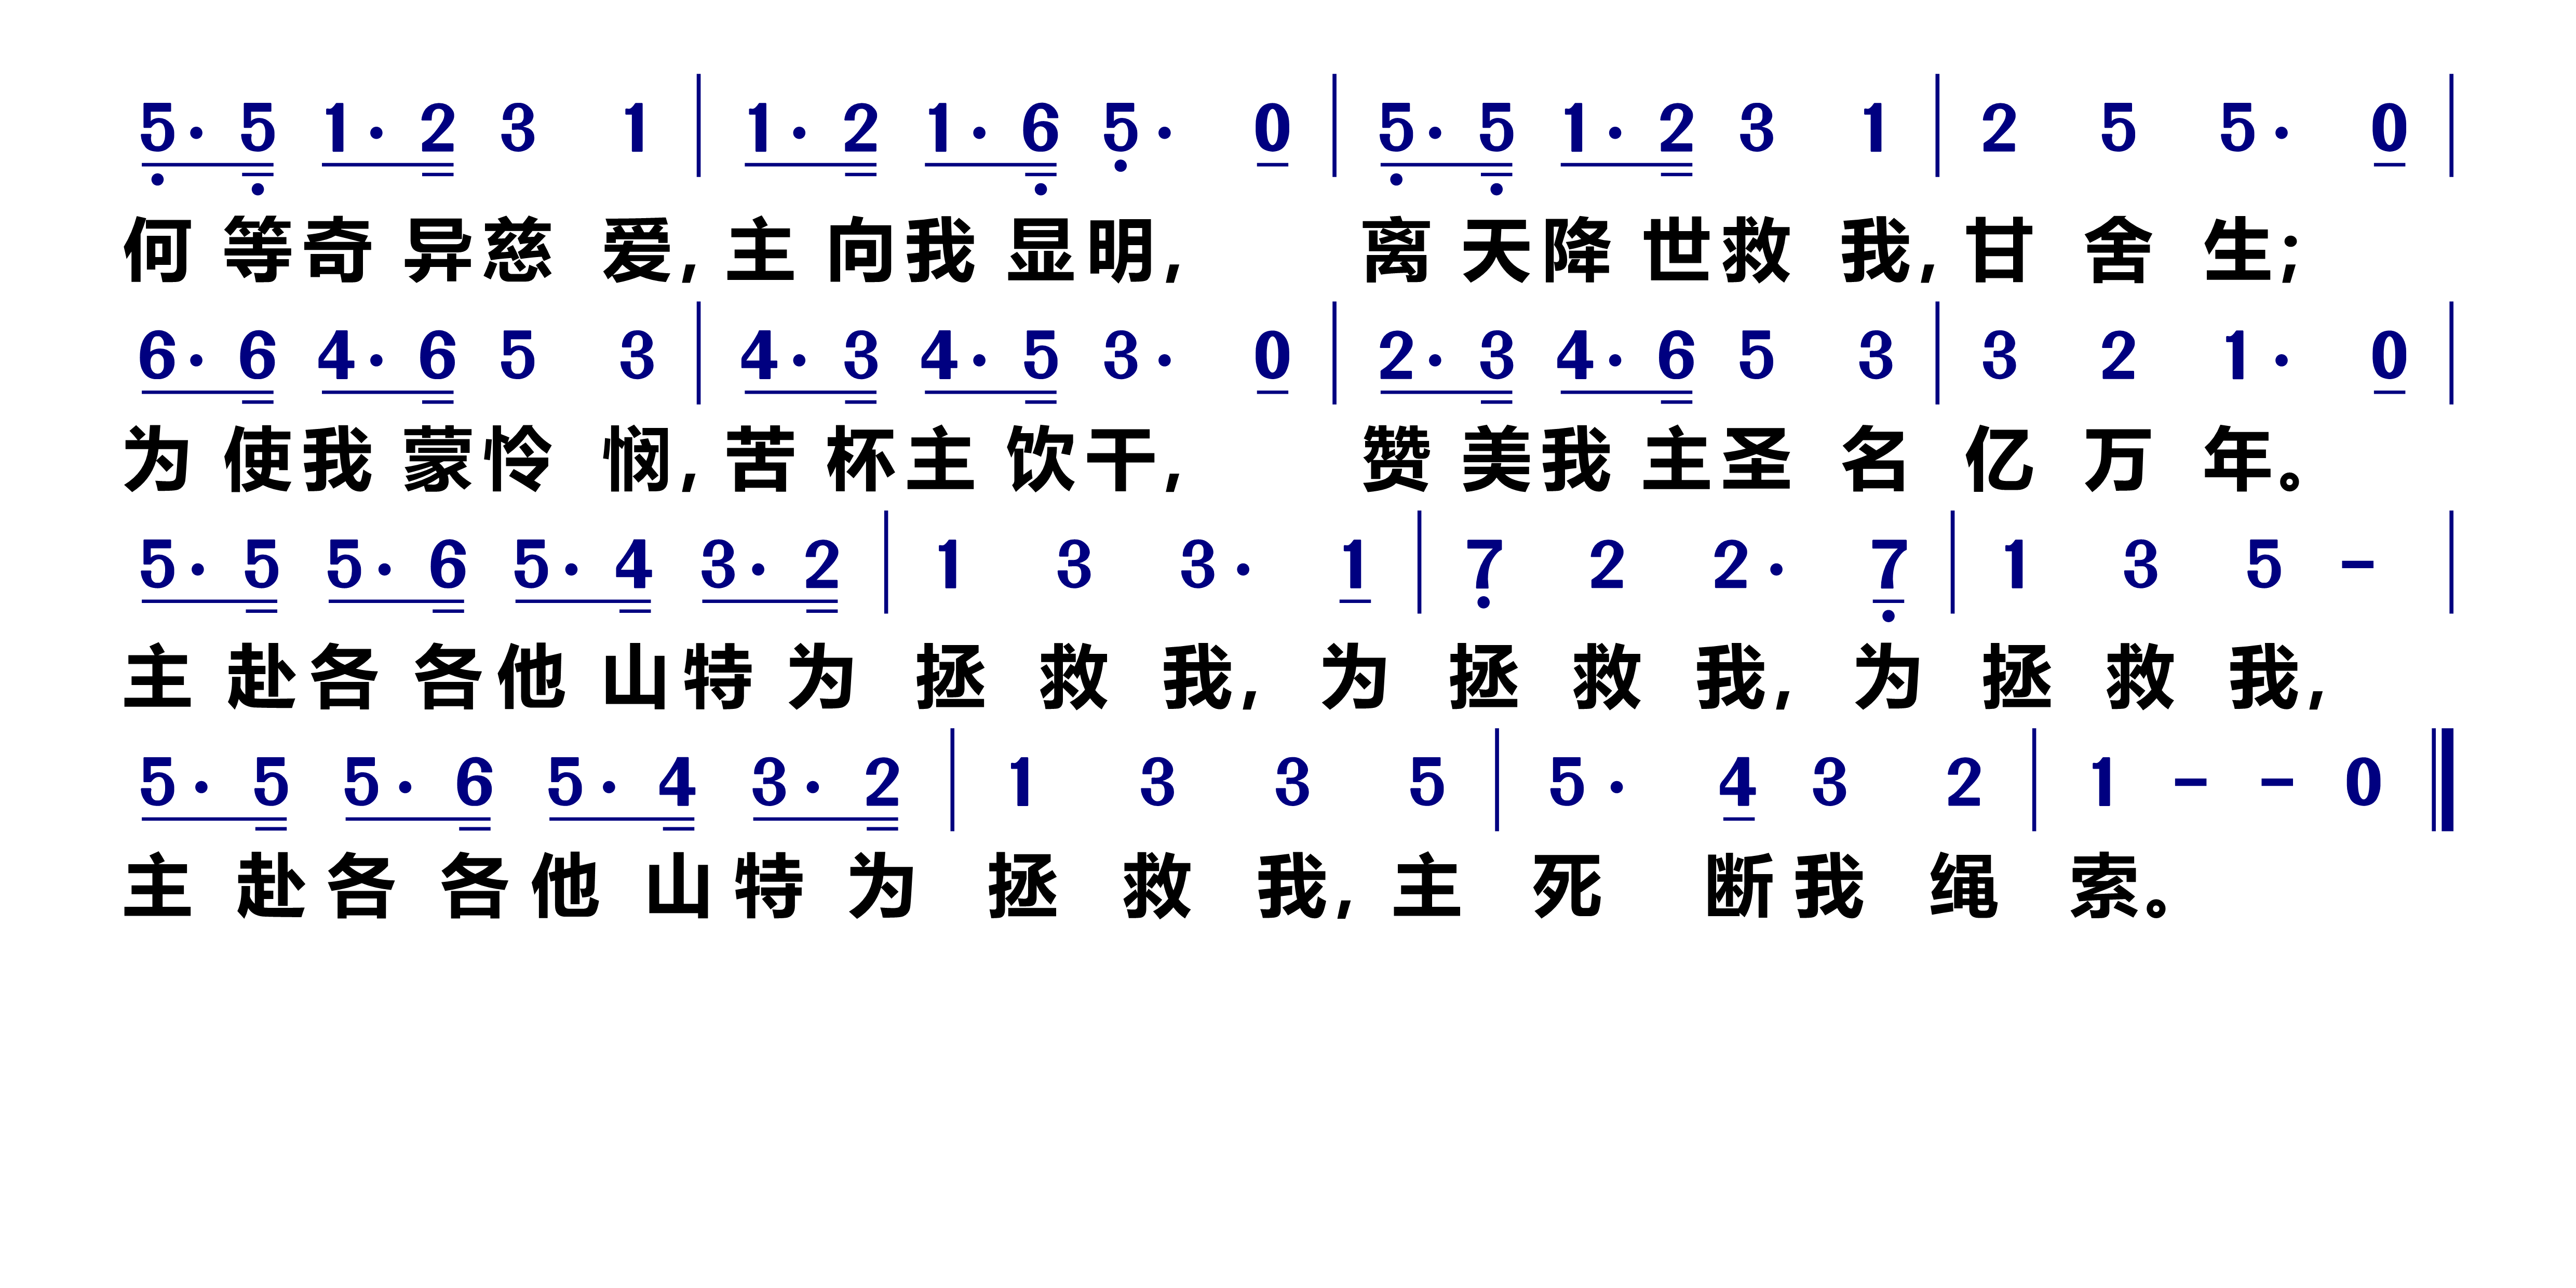 5· 5 1· 2 3 1 | 1· 2 1· 6 5· 0 | 5· 5 1· 2 3 1 | 2 5 5· 0 |
何等奇异慈爱,主向我显明, 离天降世救我,甘舍生;
6· 6 4· 6 5 3 | 4· 3 4· 5 3· 0 | 2· 3 4· 6 5 3 | 3 2 1· 0 |
为使我蒙怜悯,苦杯主饮干, 赞美我主圣名亿万年。
5· 5 5· 6 5· 4 3· 2 | 1 3 3· 1 | 7 2 2· 7 | 1 3 5 – |
主赴各各他山特为拯救我,为拯救我,为拯救我,
5· 5 5· 6 5· 4 3· 2 | 1 3 3 5 | 5· 4 3 2 | 1 – – 0 ‖
主赴各各他山特为拯救我,主死断我绳索。